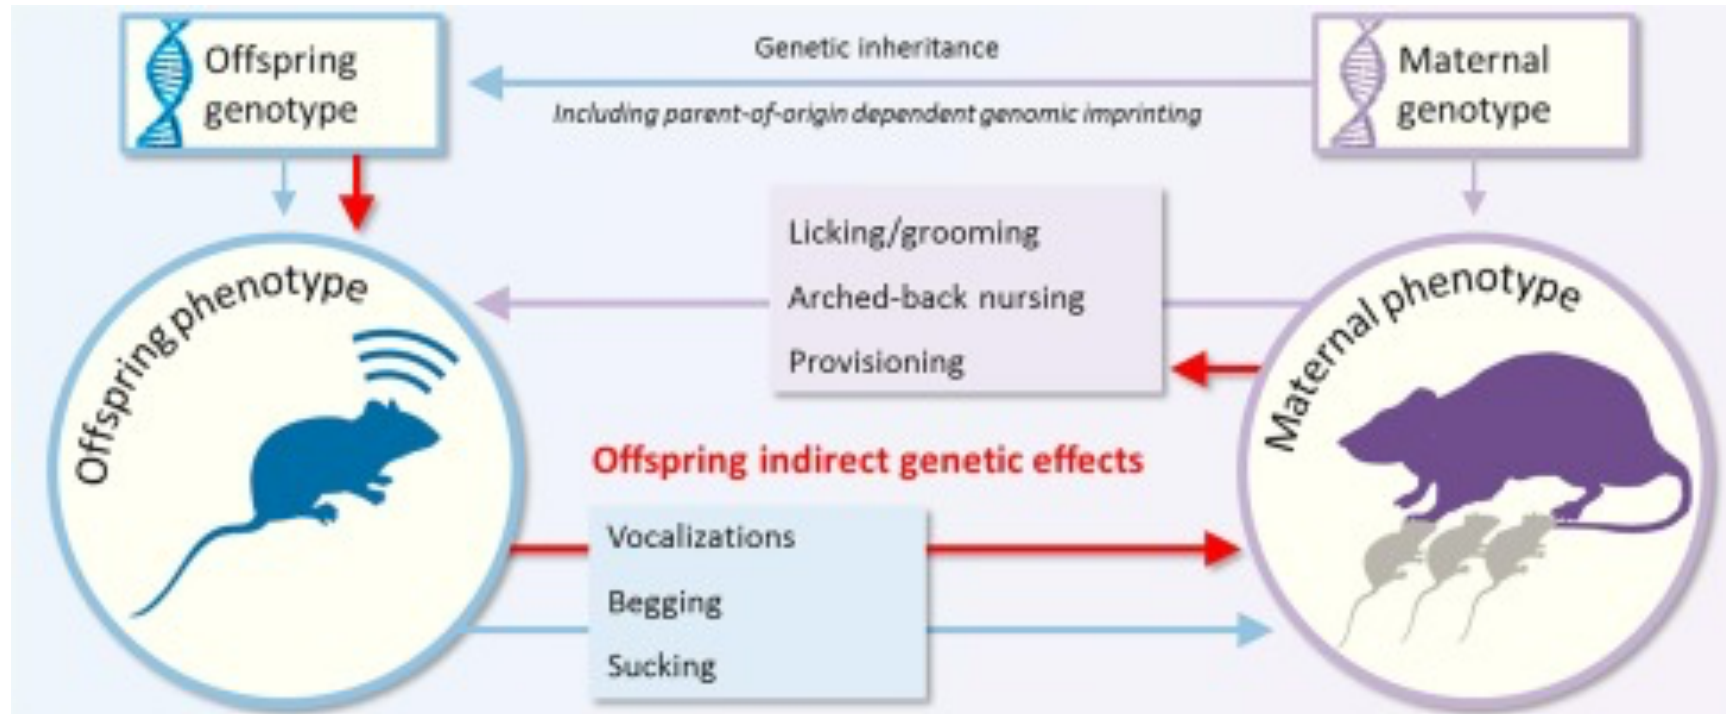 Offspring
genotype
Genetic inheritance
Including parent-of-origin dependent genomic imprinting
Maternal
genotype
Licking/grooming
Arched-back nursing
Provisioning
Offspring phenotype
Maternal phenotype
Offspring indirect genetic effects
Vocalizations
Begging
Sucking